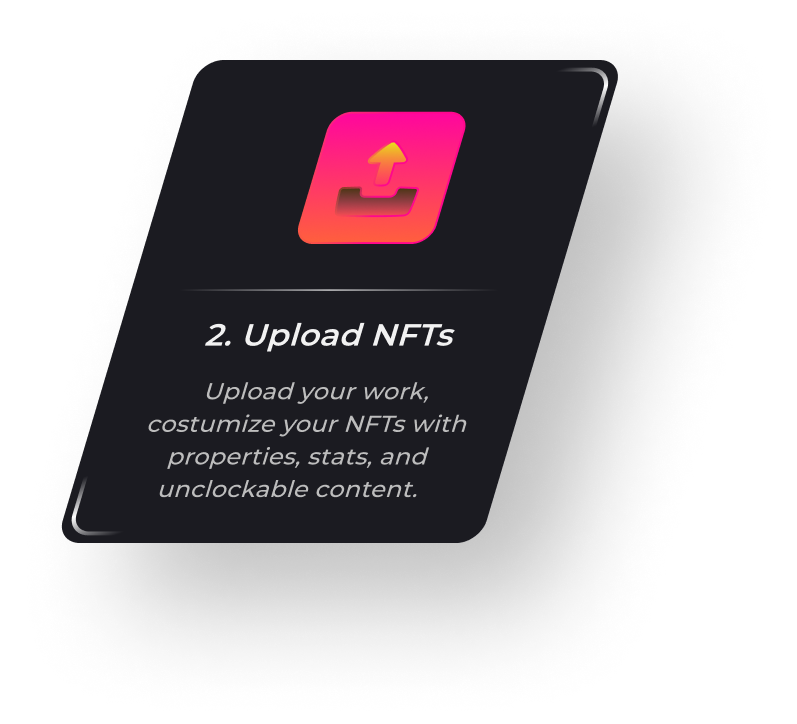 2. Upload NFTs
Upload your work,
costumize your NFTs with
properties, stats, and
unclockable content.